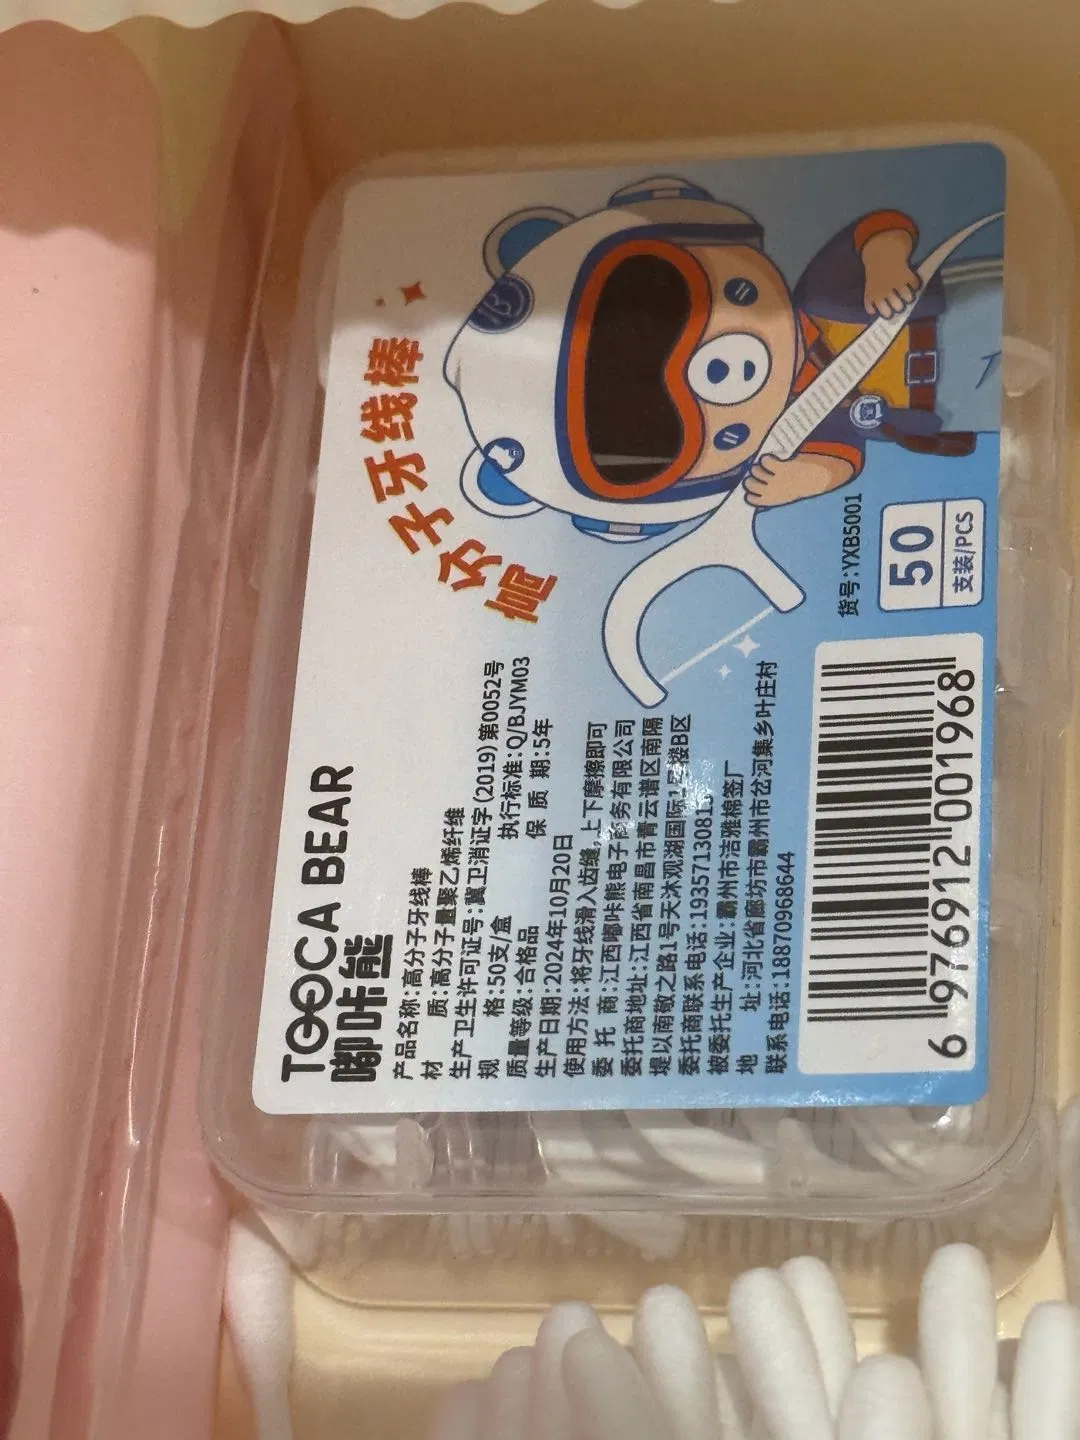 TOOCA BEAR
嘟咔熊
高分子牙线棒
产品名称:高分子牙线棒
材 质:高分子量聚乙烯纤维
生产卫生许可证号:冀卫消证字(2019)第0052号
规 格:50支/盒 执行标准:Q/BJYM03
质量等级:合格品 保 质 期:5年
生产日期:2024年10月20日
使用方法:将牙线滑入齿缝,上下摩擦即可
委 托 商:江西嘟咔熊电子商务有限公司
委托商地址:江西省南昌市青云谱区南隔
堤以南敬之路1号天沐观湖国际 楼B区
委托商联系电话:1935713081
被委托生产企业:霸州市洁雅棉签厂
地 址:河北省廊坊市霸州市岔河集乡叶庄村
联系电话:18870968644
货号:YXB5001
50
支装/PCS
6 976912 001968